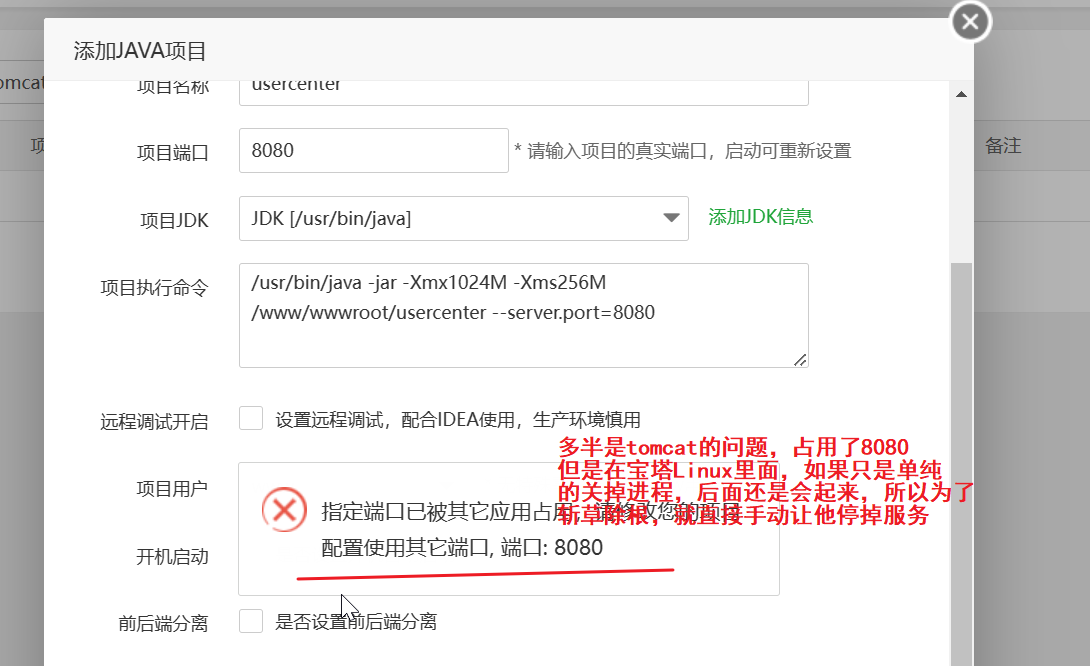 添加JAVA项目
omcat
项
备注
项目名称
usercenter
项目端口
8080
* 请输入项目的真实端口，启动可重新设置
项目JDK
JDK [/usr/bin/java]
添加JDK信息
项目执行命令
/usr/bin/java -jar -Xmx1024M -Xms256M
/www/wwwroot/usercenter --server.port=8080
远程调试开启
设置远程调试，配合IDEA使用，生产环境慎用
多半是tomcat的问题，占用了8080
但是在宝塔Linux里面，如果只是单纯
的关掉进程，后面还是会起来，所以为了
斩草除根，就直接手动让他停掉服务
项目用户
指定端口已被其它应用占用，请修改您的项目
配置使用其它端口, 端口: 8080
开机启动
前后端分离
是否设置前后端分离